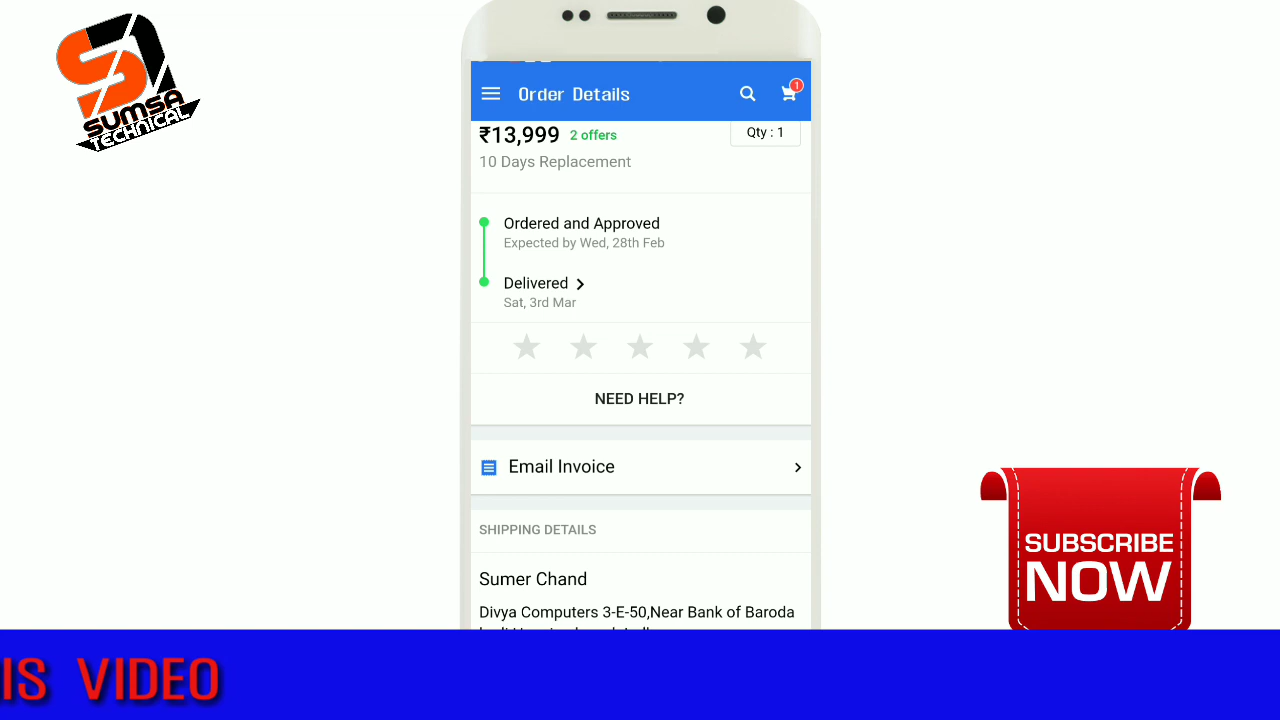 SUMSA
TECHNICAL
Order Details
1
₹13,999 2 offers
Qty : 1
10 Days Replacement
Ordered and Approved
Expected by Wed, 28th Feb
Delivered
Sat, 3rd Mar
NEED HELP?
Email Invoice
SHIPPING DETAILS
Sumer Chand
Divya Computers 3-E-50,Near Bank of Baroda
SUBSCRIBE
NOW
IS VIDEO